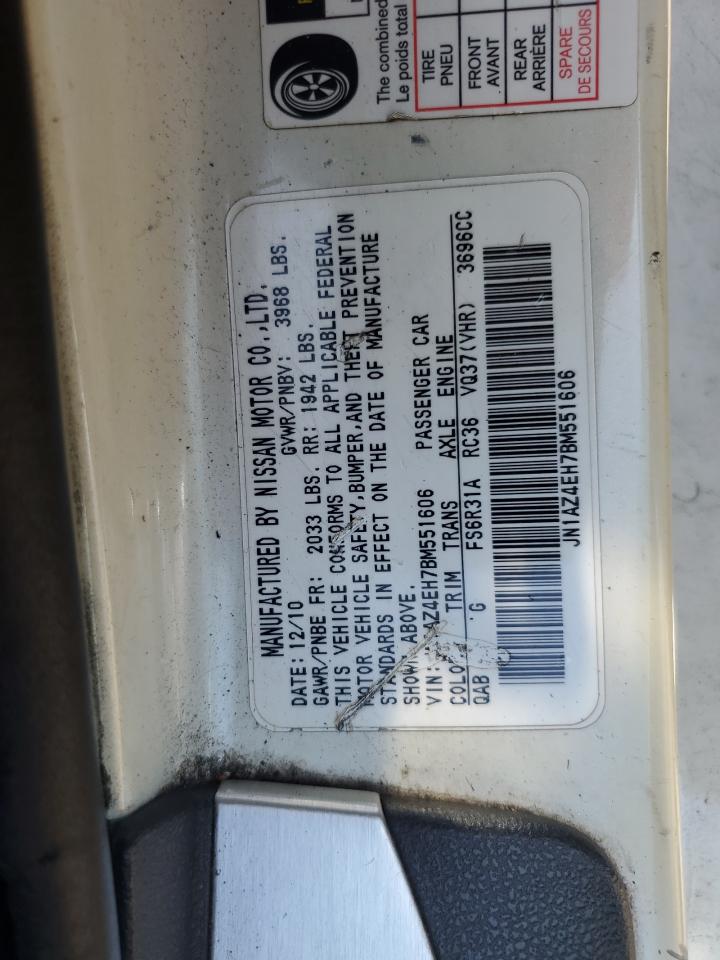 The combined
Le poids total
TIRE
PNEU
FRONT
AVANT
REAR
ARRIÈRE
SPARE
DE SECOURS
MANUFACTURED BY NISSAN MOTOR CO.,LTD.
DATE: 12/10 GVWR/PNBV: 3968 LBS.
GAWR/PNBE FR: 2033 LBS. RR: 1942 LBS.
THIS VEHICLE CONFORMS TO ALL APPLICABLE FEDERAL
MOTOR VEHICLE SAFETY,BUMPER,AND THEFT PREVENTION
STANDARDS IN EFFECT ON THE DATE OF MANUFACTURE
SHOWN ABOVE.
VIN: AZ4EH7BM551606 PASSENGER CAR
COLO TRIM TRANS AXLE ENGINE
QAB G FS6R31A RC36 VQ37(VHR) 3696CC
JN1AZ4EH7BM551606